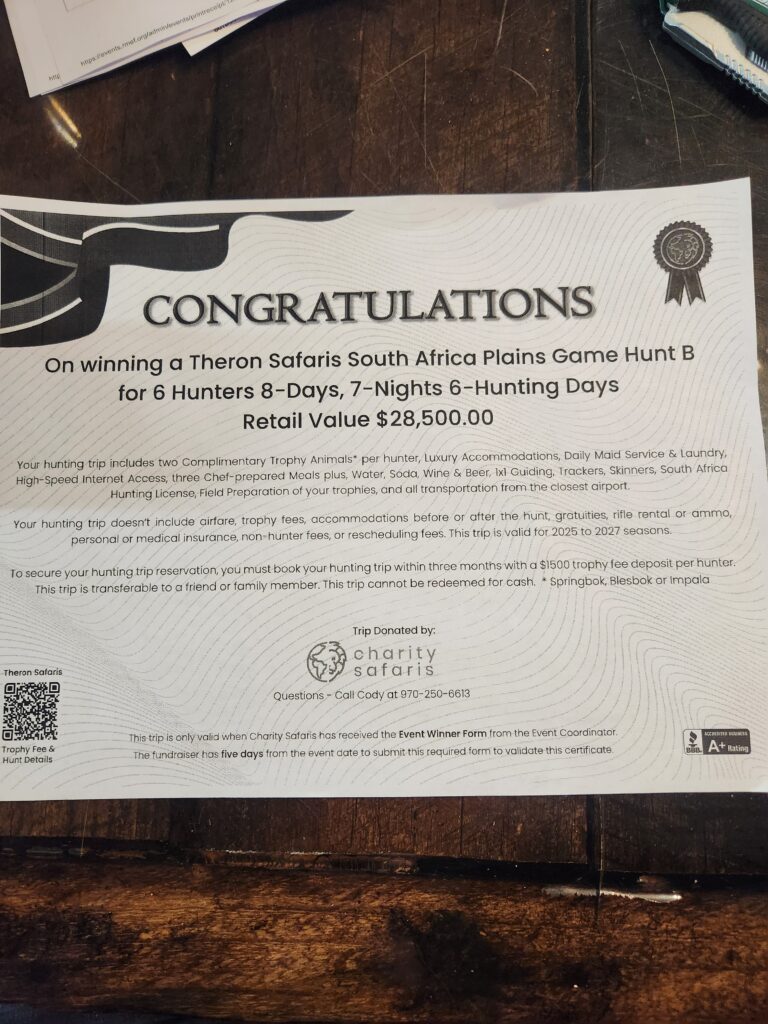 https://events.rmef.org/admin/events/printreceipt/
CONGRATULATIONS
On winning a Theron Safaris South Africa Plains Game Hunt B
for 6 Hunters 8-Days, 7-Nights 6-Hunting Days
Retail Value $28,500.00
Your hunting trip includes two Complimentary Trophy Animals* per hunter, Luxury Accommodations, Daily Maid Service & Laundry,
High-Speed Internet Access, three Chef-prepared Meals plus, Water, Soda, Wine & Beer, 1x1 Guiding, Trackers, Skinners, South Africa
Hunting License, Field Preparation of your trophies, and all transportation from the closest airport.
Your hunting trip doesn't include airfare, trophy fees, accommodations before or after the hunt, gratuities, rifle rental or ammo,
personal or medical insurance, non-hunter fees, or rescheduling fees. This trip is valid for 2025 to 2027 seasons.
To secure your hunting trip reservation, you must book your hunting trip within three months with a $1500 trophy fee deposit per hunter.
This trip is transferable to a friend or family member. This trip cannot be redeemed for cash. * Springbok, Blesbok or Impala
Trip Donated by:
charity
safaris
Questions - Call Cody at 970-250-6613
Theron Safaris
Trophy Fee &
Hunt Details
This trip is only valid when Charity Safaris has received the Event Winner Form from the Event Coordinator.
The fundraiser has five days from the event date to submit this required form to validate this certificate.
BBB
ACCREDITED BUSINESS
A+ Rating